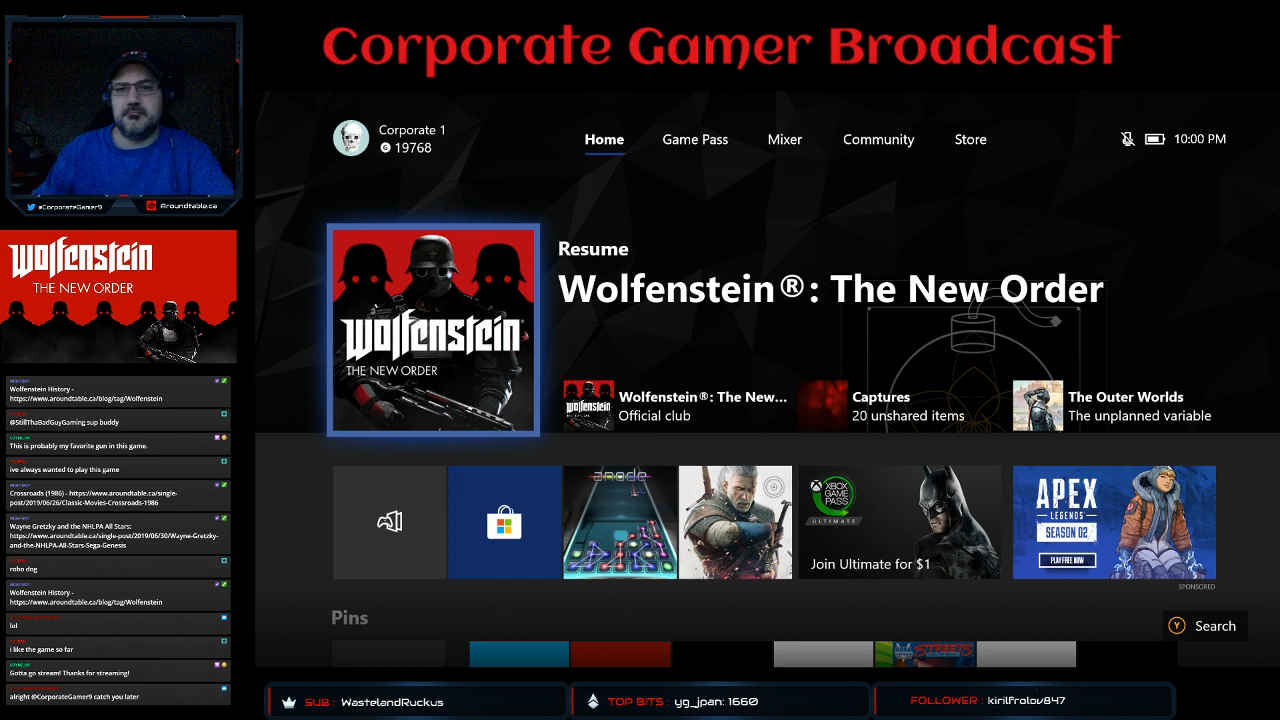 Corporate Gamer Broadcast
@CorporateGamer9
Aroundtable.ca
Corporate 1
G 19768
Home
Game Pass
Mixer
Community
Store
10:00 PM
wolfenstein
THE NEW ORDER
wolfenstein
THE NEW ORDER
Resume
Wolfenstein®: The New Order
wolfenstein
Wolfenstein®: The New...
Official club
Captures
20 unshared items
The Outer Worlds
The unplanned variable
Wolfenstein History -
https://www.aroundtable.ca/blog/tag/Wolfenstein
@StillThaBadGuyGaming sup buddy
This is probably my favorite gun in this game.
ive always wanted to play this game
Crossroads (1986) - https://www.aroundtable.ca/single-
post/2019/06/26/Classic-Movies-Crossroads-1986
Wayne Gretzky and the NHLPA All Stars:
https://www.aroundtable.ca/single-post/2019/06/30/Wayne-Gretzky-
and-the-NHLPA-All-Stars-Sega-Genesis
robo dog
Wolfenstein History -
https://www.aroundtable.ca/blog/tag/Wolfenstein
lol
i like the game so far
Gotta go stream! Thanks for streaming!
alright @CorporateGamer9 catch you later
anode
XBOX
GAME
PASS
ULTIMATE
Join Ultimate for $1
APEX
LEGENDS
SEASON 02
PLAY FREE NOW
SPONSORED
Pins
Y Search
STREETS
SUB : WastelandRuckus
TOP BITS : yg_jpan: 1660
FOLLOWER : kirilfrolov847